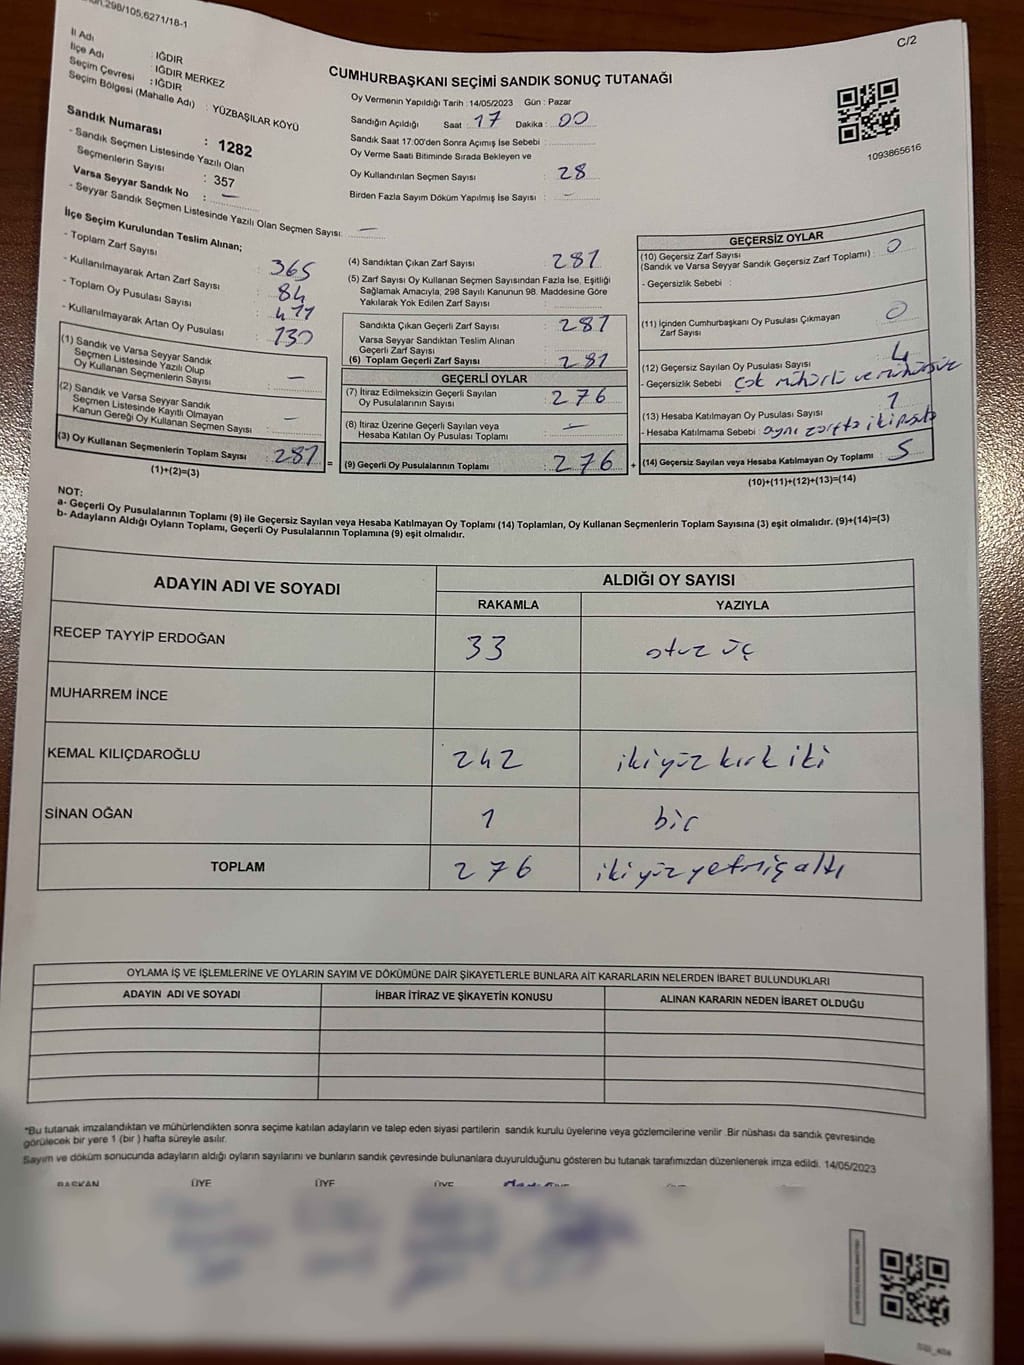 298/105,6271/18-1
C/2
İl Adı : IĞDIR
İlçe Adı : IĞDIR MERKEZ
Seçim Çevresi : IĞDIR
Seçim Bölgesi (Mahalle Adı) : YÜZBAŞILAR KÖYÜ
Sandık Numarası : 1282
- Sandık Seçmen Listesinde Yazılı Olan
Seçmenlerin Sayısı : 357
Varsa Seyyar Sandık No : —
- Seyyar Sandık Seçmen Listesinde Yazılı Olan Seçmen Sayısı: —
CUMHURBAŞKANI SEÇİMİ SANDIK SONUÇ TUTANAĞI
Oy Vermenin Yapıldığı Tarih : 14/05/2023 Gün : Pazar
Sandığın Açıldığı Saat : 17 Dakika : 00
Sandık Saat 17:00'den Sonra Açımış İse Sebebi :
Oy Verme Saati Bitiminde Sırada Bekleyen ve
Oy Kullandırılan Seçmen Sayısı : 28
Birden Fazla Sayım Döküm Yapılmış İse Sayısı : —
1093865616
İlçe Seçim Kurulundan Teslim Alınan;
- Toplam Zarf Sayısı : 365
- Kullanılmayarak Artan Zarf Sayısı : 84
- Toplam Oy Pusulası Sayısı : 411
- Kullanılmayarak Artan Oy Pusulası : 130
(1) Sandık ve Varsa Seyyar Sandık
Seçmen Listesinde Yazılı Olup
Oy Kullanan Seçmenlerin Sayısı : —
(2) Sandık ve Varsa Seyyar Sandık
Seçmen Listesinde Kayıtlı Olmayan
Kanun Gereği Oy Kullanan Seçmen Sayısı : —
(3) Oy Kullanan Seçmenlerin Toplam Sayısı : 281 =
(1)+(2)=(3)
(4) Sandıktan Çıkan Zarf Sayısı : 281
(5) Zarf Sayısı Oy Kullanan Seçmen Sayısından Fazla İse, Eşitliği
Sağlamak Amacıyla, 298 Sayılı Kanunun 98. Maddesine Göre
Yakılarak Yok Edilen Zarf Sayısı :
Sandıkta Çıkan Geçerli Zarf Sayısı : 281
Varsa Seyyar Sandıktan Teslim Alınan
Geçerli Zarf Sayısı :
(6) Toplam Geçerli Zarf Sayısı : 281
GEÇERLİ OYLAR
(7) İtiraz Edilmeksizin Geçerli Sayılan
Oy Pusulalarının Sayısı : 276
(8) İtiraz Üzerine Geçerli Sayılan veya
Hesaba Katılan Oy Pusulası Toplamı : —
(9) Geçerli Oy Pusulalarının Toplamı : 276 +
GEÇERSİZ OYLAR
(10) Geçersiz Zarf Sayısı
(Sandık ve Varsa Seyyar Sandık Geçersiz Zarf Toplamı) : 0
- Geçersizlik Sebebi :
(11) İçinden Cumhurbaşkanı Oy Pusulası Çıkmayan
Zarf Sayısı : 0
(12) Geçersiz Sayılan Oy Pusulası Sayısı : 4
- Geçersizlik Sebebi Çok mühürlü ve mühürsüz
(13) Hesaba Katılmayan Oy Pusulası Sayısı : 1
- Hesaba Katılmama Sebebi : aynı zarfta iki pusula
(14) Geçersiz Sayılan veya Hesaba Katılmayan Oy Toplamı : 5
(10)+(11)+(12)+(13)=(14)
NOT:
a- Geçerli Oy Pusulalarının Toplamı (9) ile Geçersiz Sayılan veya Hesaba Katılmayan Oy Toplamı (14) Toplamları, Oy Kullanan Seçmenlerin Toplam Sayısına (3) eşit olmalıdır. (9)+(14)=(3)
b- Adayların Aldığı Oyların Toplamı, Geçerli Oy Pusulalarının Toplamına (9) eşit olmalıdır.
ADAYIN ADI VE SOYADI ALDIĞI OY SAYISI
RAKAMLA YAZIYLA
RECEP TAYYİP ERDOĞAN 33 otuz üç
MUHARREM İNCE
KEMAL KILIÇDAROĞLU 242 iki yüz kırk iki
SİNAN OĞAN 1 bir
TOPLAM 276 iki yüz yetmiş altı
OYLAMA İŞ VE İŞLEMLERİNE VE OYLARIN SAYIM VE DÖKÜMÜNE DAİR ŞİKAYETLERLE BUNLARA AİT KARARLARIN NELERDEN İBARET BULUNDUKLARI
ADAYIN ADI VE SOYADI İHBAR İTİRAZ VE ŞİKAYETİN KONUSU ALINAN KARARIN NEDEN İBARET OLDUĞU
*Bu tutanak imzalandıktan ve mühürlendikten sonra seçime katılan adayların ve talep eden siyasi partilerin sandık kurulu üyelerine veya gözlemcilerine verilir. Bir nüshası da sandık çevresinde
görülecek bir yere 1 (bir ) hafta süreyle asılır.
Sayım ve döküm sonucunda adayların aldığı oyların sayılarını ve bunların sandık çevresinde bulunanlara duyurulduğunu gösteren bu tutanak tarafımızdan düzenlenerek imza edildi. 14/05/2023
BAŞKAN ÜYE ÜYE ÜYE